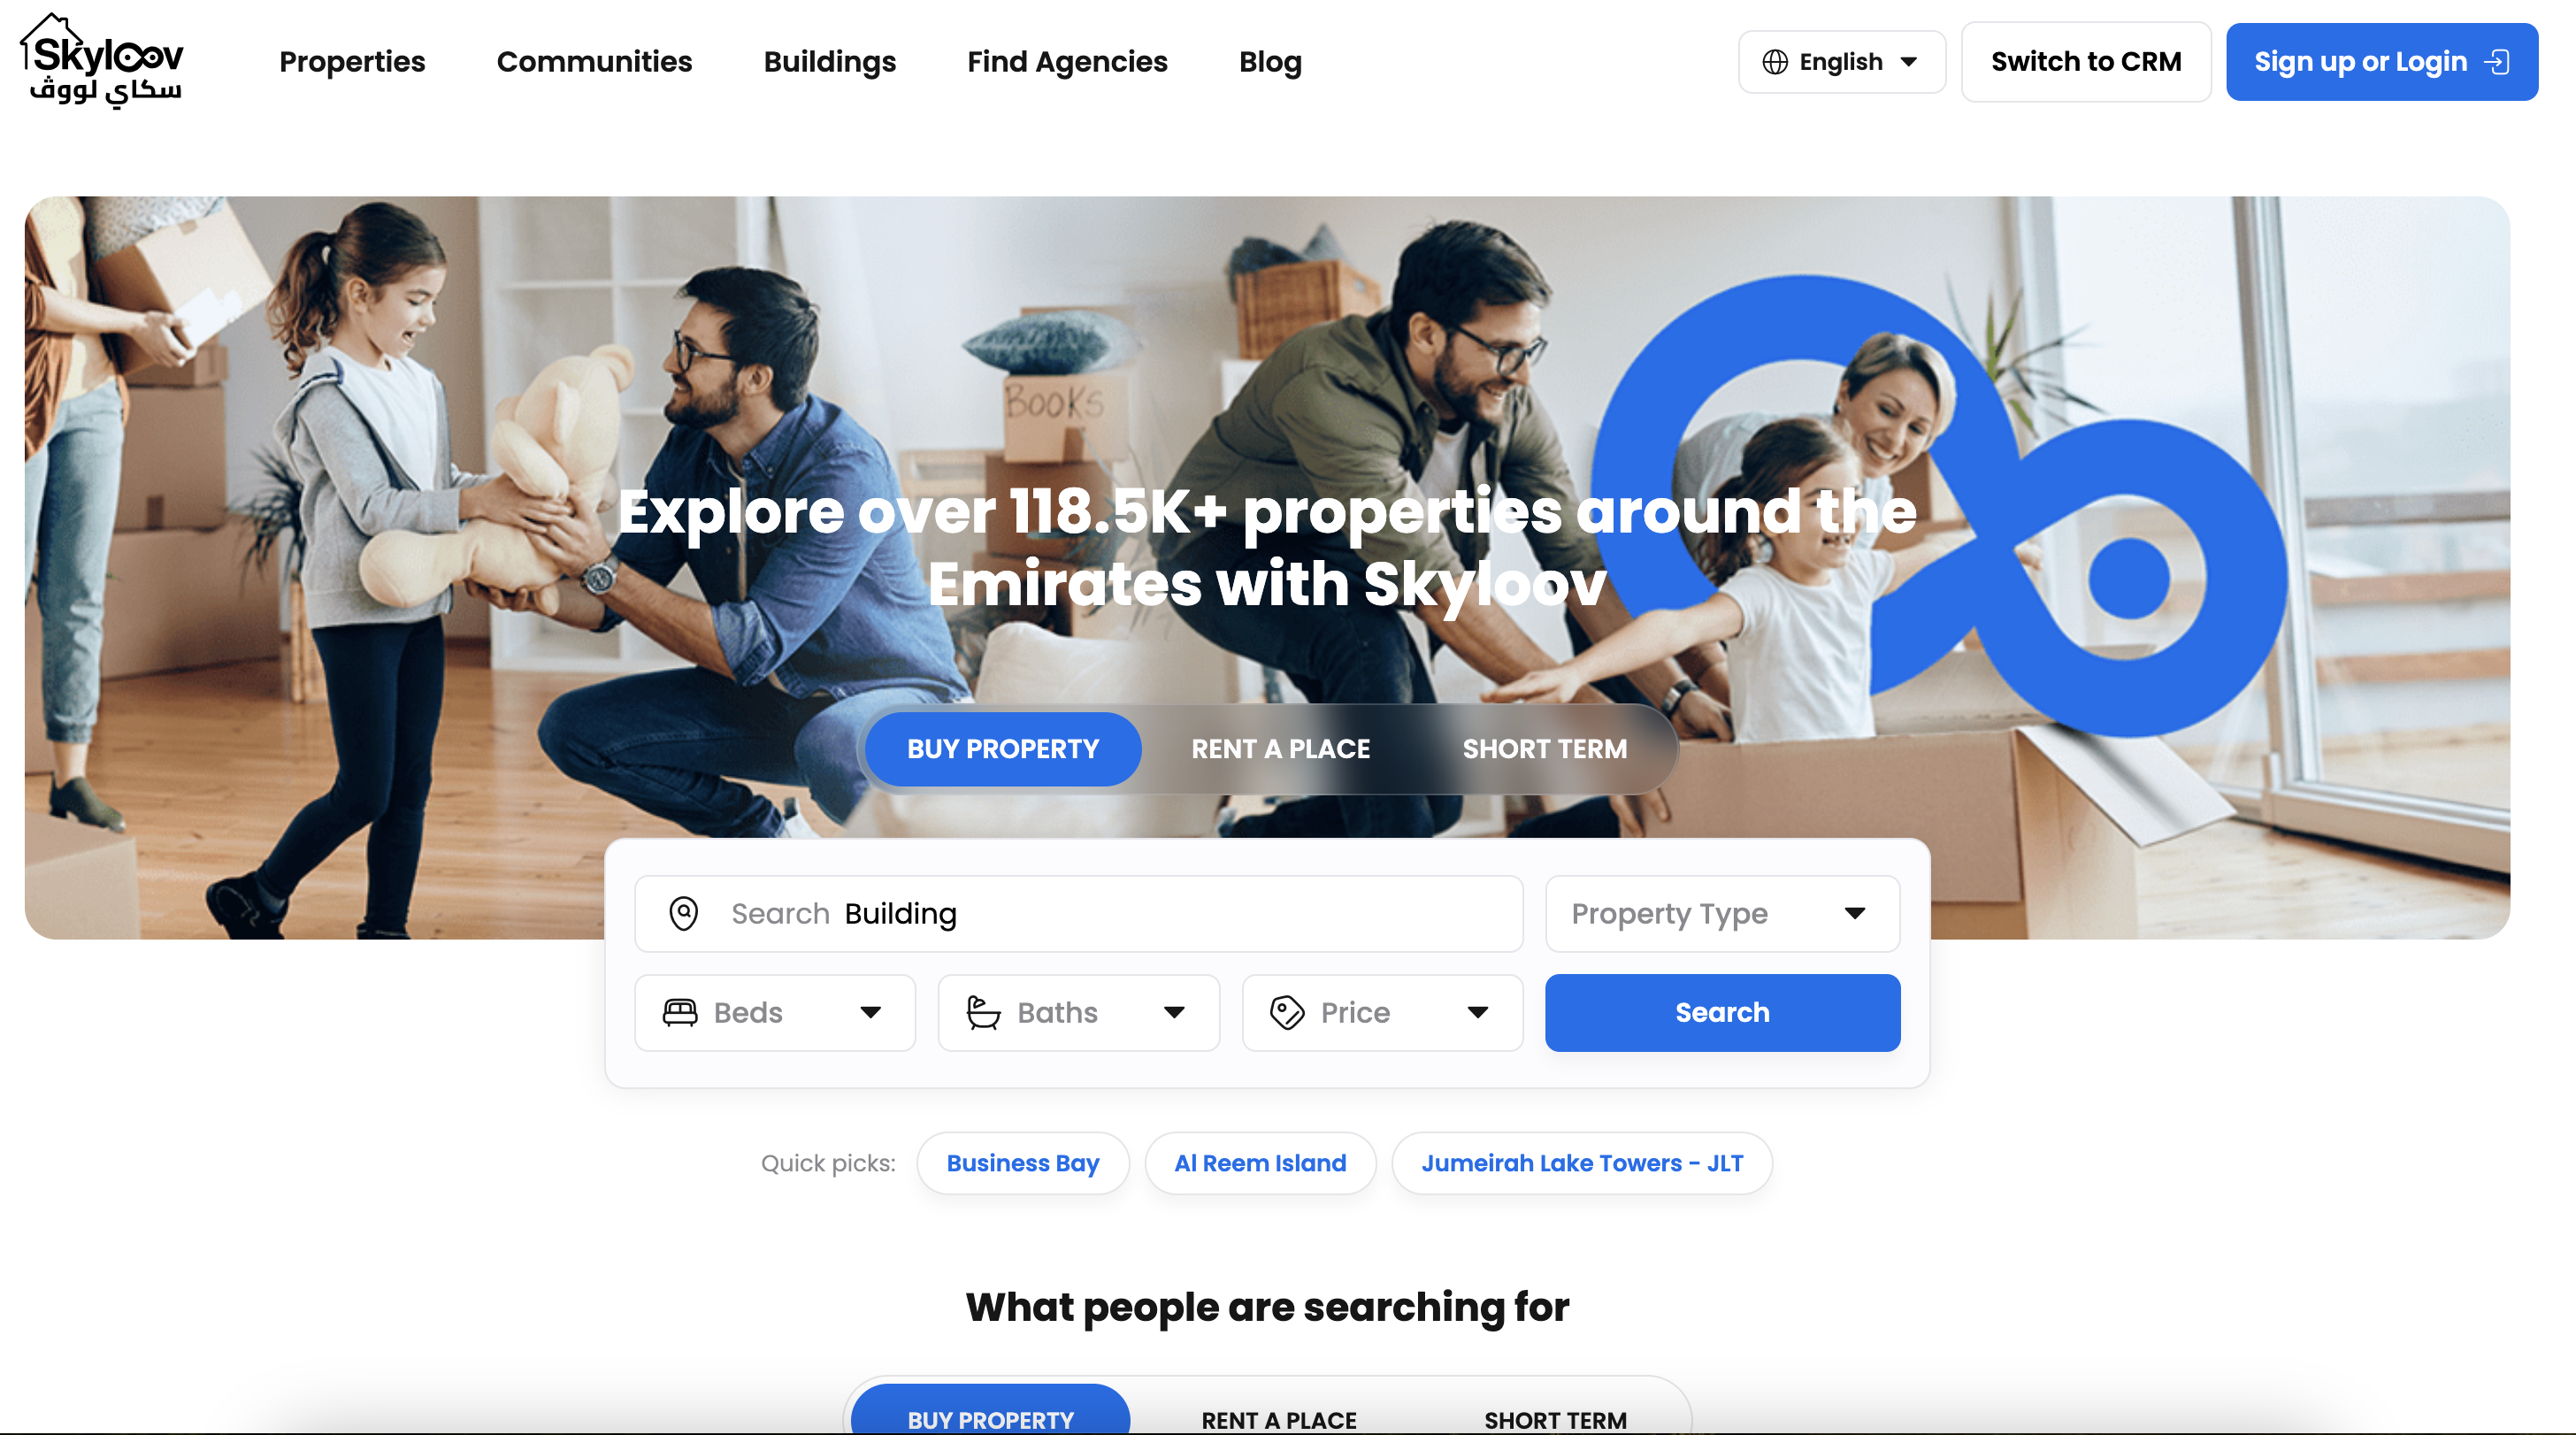 Skyloov
سكاي لووڤ
Properties
Communities
Buildings
Find Agencies
Blog
English
Switch to CRM
Sign up or Login
BOOKS
Explore over 118.5K+ properties around the
Emirates with Skyloov
BUY PROPERTY
RENT A PLACE
SHORT TERM
Search Building
Property Type
Beds
Baths
Price
Search
Quick picks:
Business Bay
Al Reem Island
Jumeirah Lake Towers - JLT
What people are searching for
BUY PROPERTY
RENT A PLACE
SHORT TERM